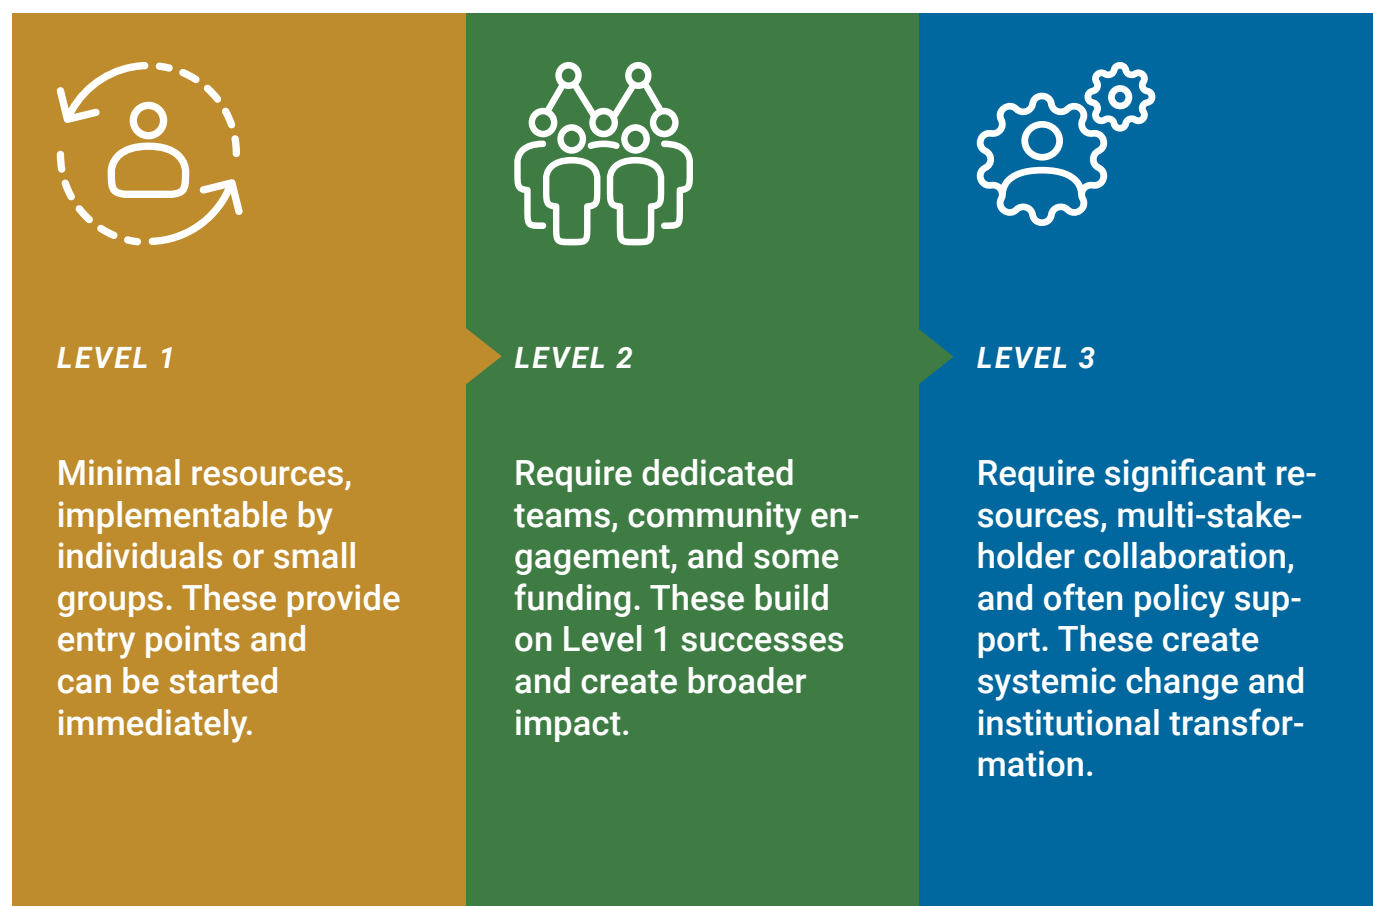 LEVEL 1
Minimal resources,
implementable by
individuals or small
groups. These provide
entry points and
can be started
immediately.
LEVEL 2
Require dedicated
teams, community en-
gagement, and some
funding. These build
on Level 1 successes
and create broader
impact.
LEVEL 3
Require significant re-
sources, multi-stake-
holder collaboration,
and often policy sup-
port. These create
systemic change and
institutional transfor-
mation.